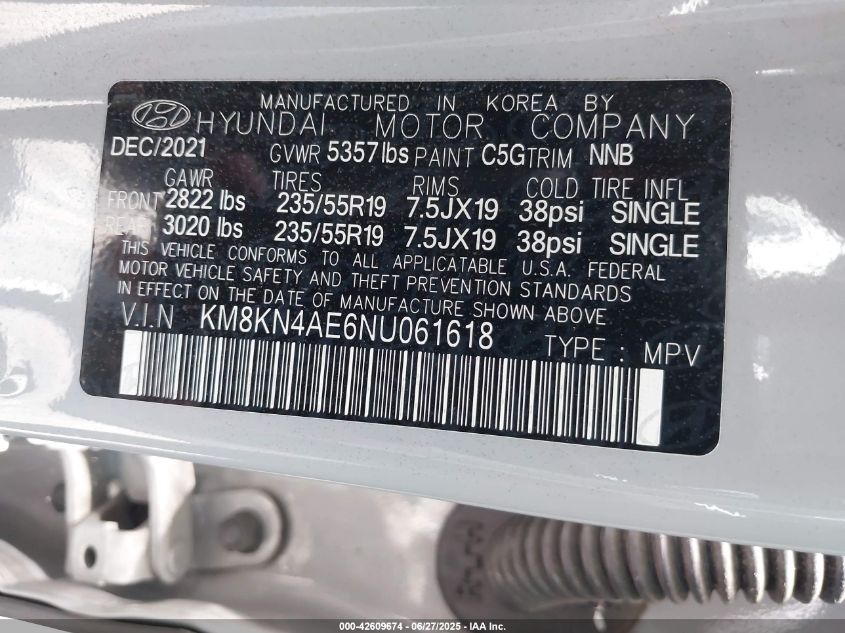 MANUFACTURED IN KOREA BY
HYUNDAI MOTOR COMPANY
DEC/2021 GVWR 5357 lbs PAINT C5G TRIM NNB
GAWR TIRES RIMS COLD TIRE INFL
FRONT 2822 lbs 235/55R19 7.5JX19 38psi SINGLE
REAR 3020 lbs 235/55R19 7.5JX19 38psi SINGLE
THIS VEHICLE CONFORMS TO ALL APPLICATABLE U.S.A. FEDERAL
MOTOR VEHICLE SAFETY AND THEFT PREVENTION STANDARDS
IN EFFECT ON THE DATE OF MANUFACTURE SHOWN ABOVE
V.I.N KM8KN4AE6NU061618 TYPE : MPV
000-42609674 - 06/27/2025 - IAA Inc.